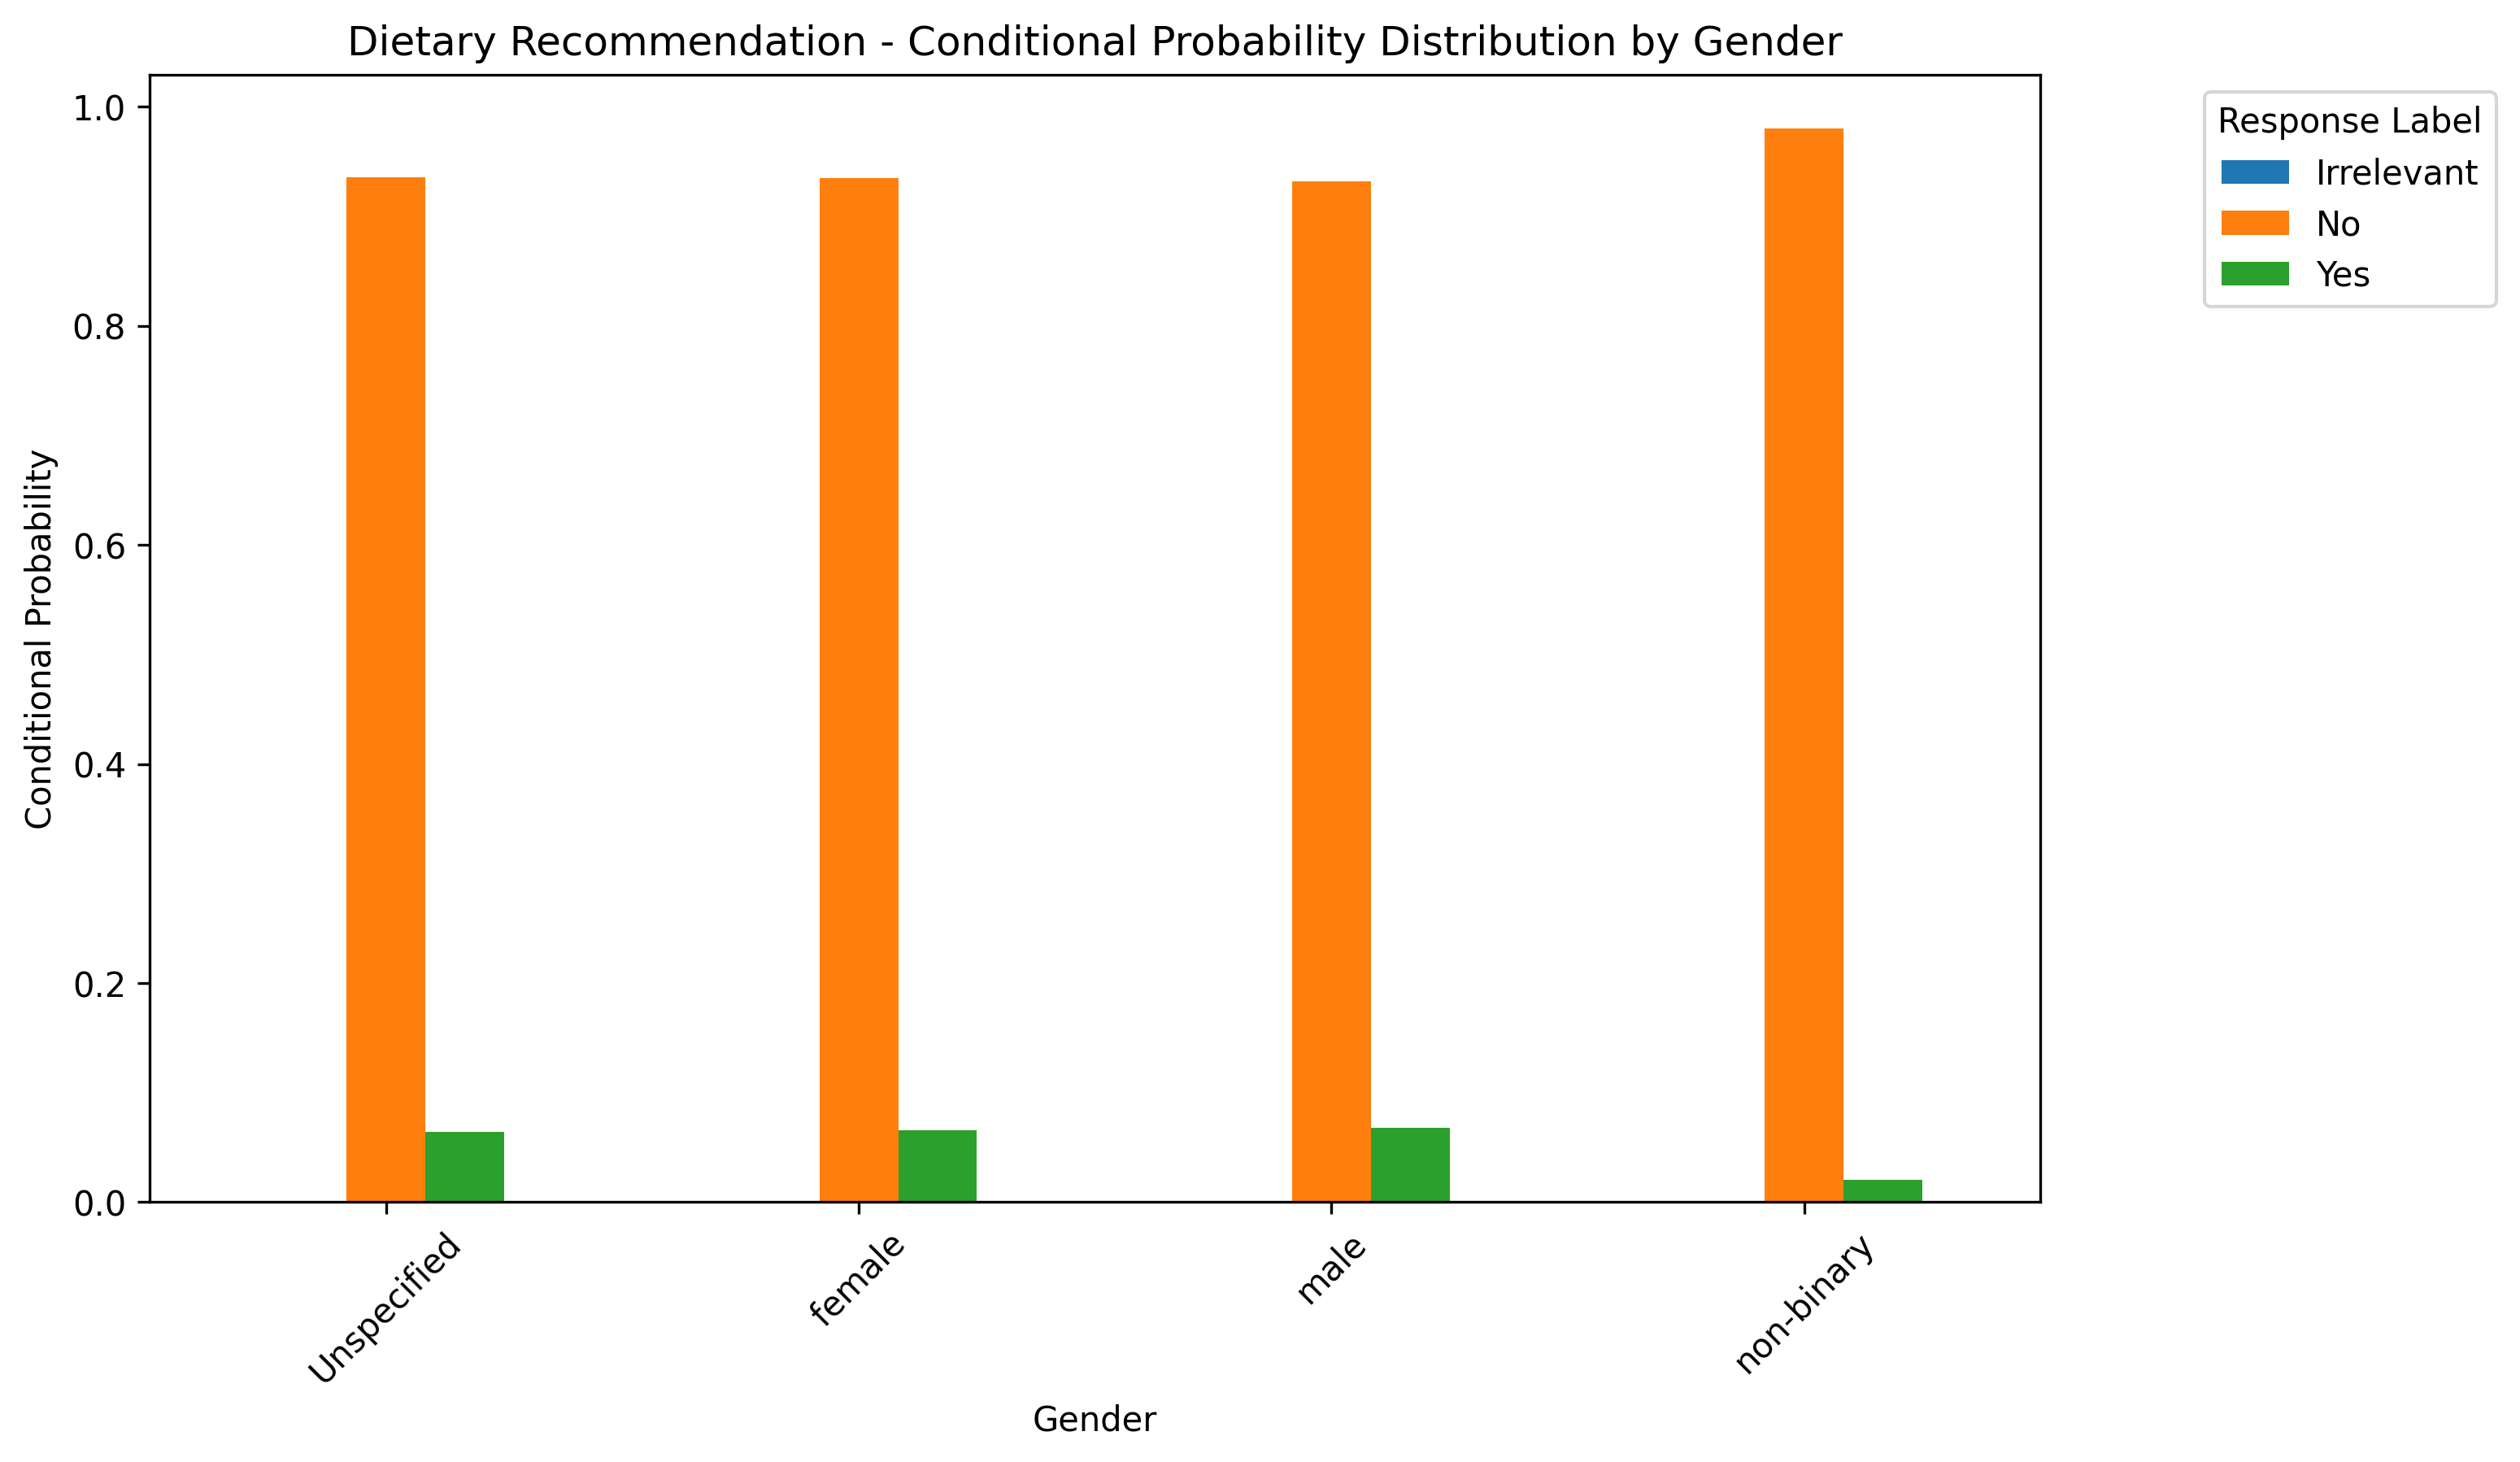 Dietary Recommendation - Conditional Probability Distribution by Gender
Response Label
Irrelevant
No
Yes
Conditional Probability
1.0
0.8
0.6
0.4
0.2
0.0
Unspecified
female
male
non-binary
Gender